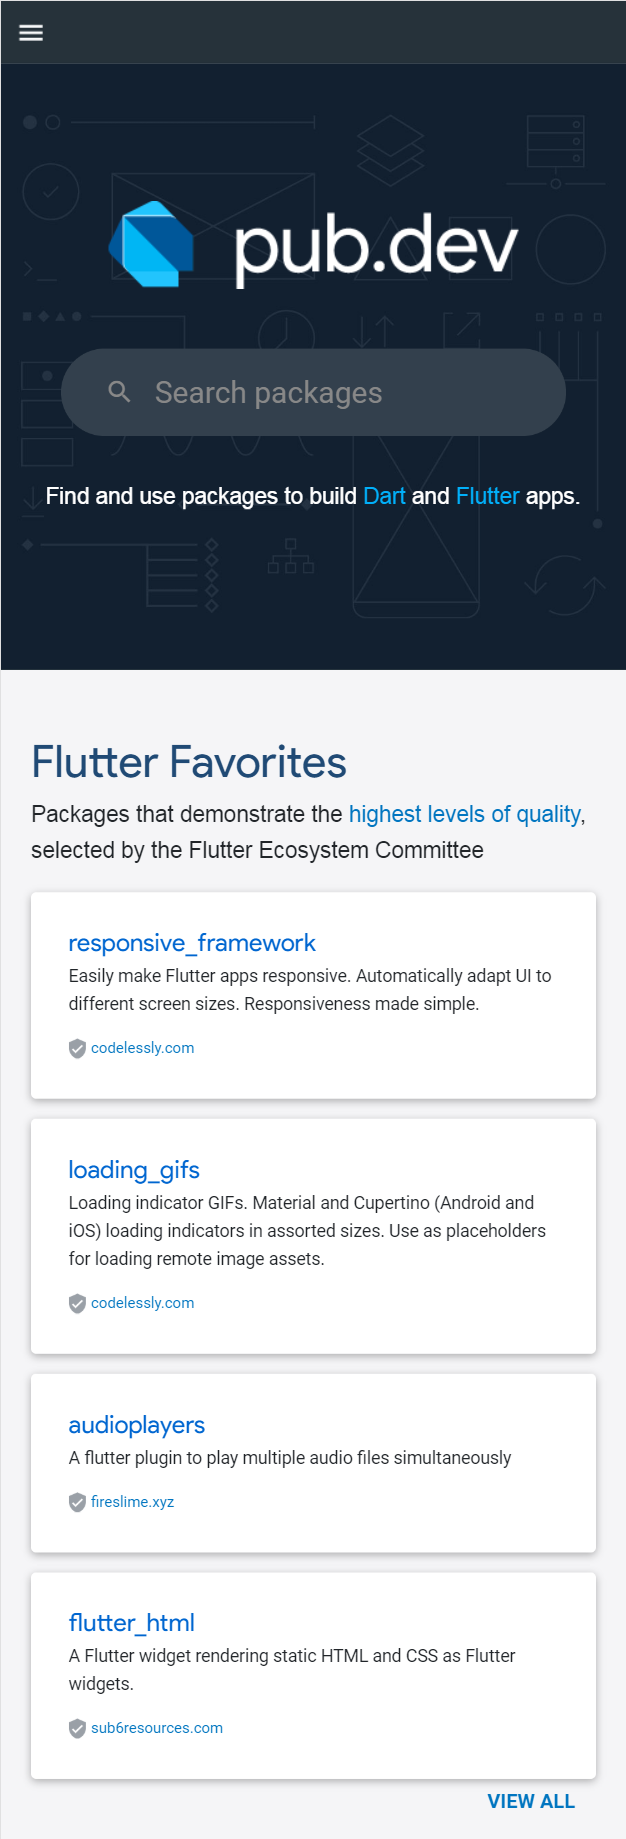 pub.dev
Search packages
Find and use packages to build Dart and Flutter apps.
Flutter Favorites
Packages that demonstrate the highest levels of quality,
selected by the Flutter Ecosystem Committee
responsive_framework
Easily make Flutter apps responsive. Automatically adapt UI to
different screen sizes. Responsiveness made simple.
codelessly.com
loading_gifs
Loading indicator GIFs. Material and Cupertino (Android and
iOS) loading indicators in assorted sizes. Use as placeholders
for loading remote image assets.
codelessly.com
audioplayers
A flutter plugin to play multiple audio files simultaneously
fireslime.xyz
flutter_html
A Flutter widget rendering static HTML and CSS as Flutter
widgets.
sub6resources.com
VIEW ALL